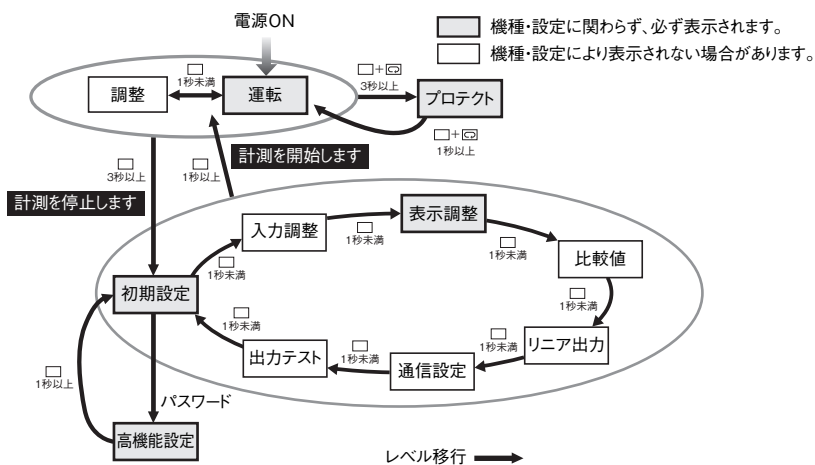 電源ON
機種・設定に関わらず、必ず表示されます。
機種・設定により表示されない場合があります。
調整
1秒未満
運転
3秒以上
プロテクト
1秒以上
計測を開始します
3秒以上
1秒以上
計測を停止します
入力調整
1秒未満
表示調整
1秒未満
比較値
1秒未満
初期設定
1秒未満
1秒未満
出力テスト
1秒未満
通信設定
1秒未満
リニア出力
1秒以上
パスワード
高機能設定
レベル移行